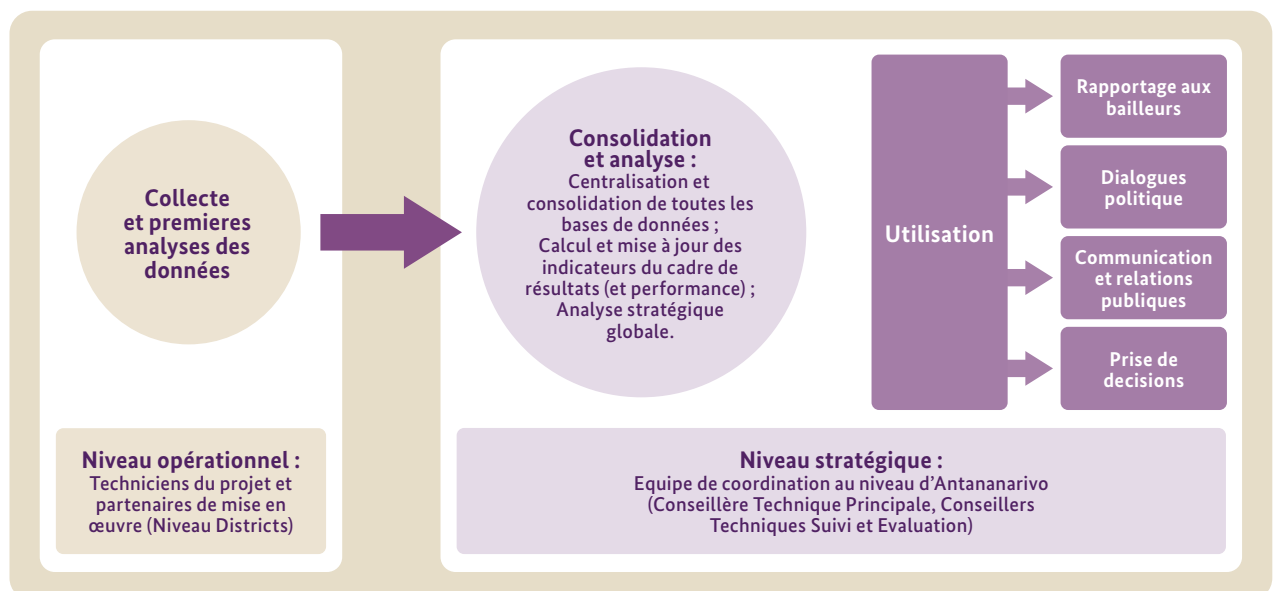 Collecte
et premieres
analyses des
données
Niveau opérationnel :
Techniciens du projet et
partenaires de mise en
œuvre (Niveau Districts)
Consolidation
et analyse :
Centralisation et
consolidation de toutes les
bases de données ;
Calcul et mise à jour des
indicateurs du cadre de
résultats (et performance) ;
Analyse stratégique
globale.
Utilisation
Rapportage aux
bailleurs
Dialogues
politique
Communication
et relations
publiques
Prise de
decisions
Niveau stratégique :
Equipe de coordination au niveau d’Antananarivo
(Conseillère Technique Principale, Conseillers
Techniques Suivi et Evaluation)